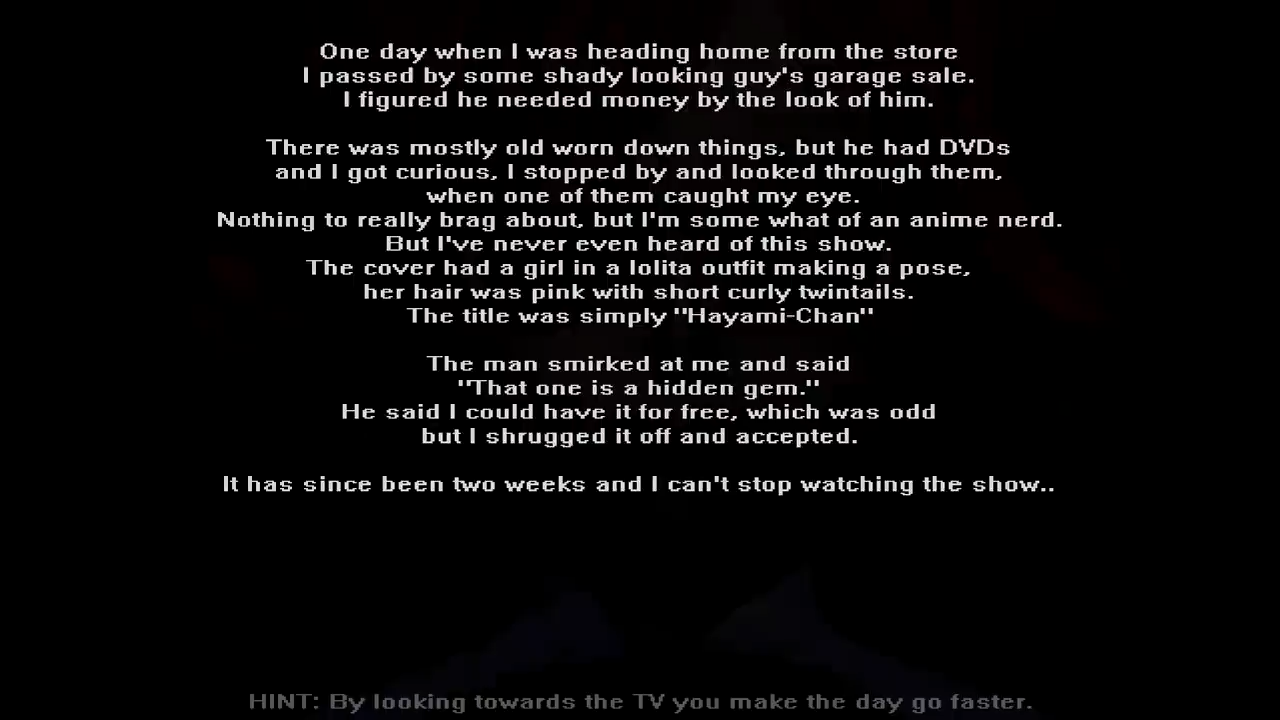 One day when I was heading home from the store
I passed by some shady looking guy's garage sale.
I figured he needed money by the look of him.
There was mostly old worn down things, but he had DVDs
and I got curious, I stopped by and looked through them,
when one of them caught my eye.
Nothing to really brag about, but I'm some what of an anime nerd.
But I've never even heard of this show.
The cover had a girl in a lolita outfit making a pose,
her hair was pink with short curly twintails.
The title was simply "Hayami-Chan"
The man smirked at me and said
"That one is a hidden gem."
He said I could have it for free, which was odd
but I shrugged it off and accepted.
It has since been two weeks and I can't stop watching the show..
HINT: By looking towards the TV you make the day go faster.